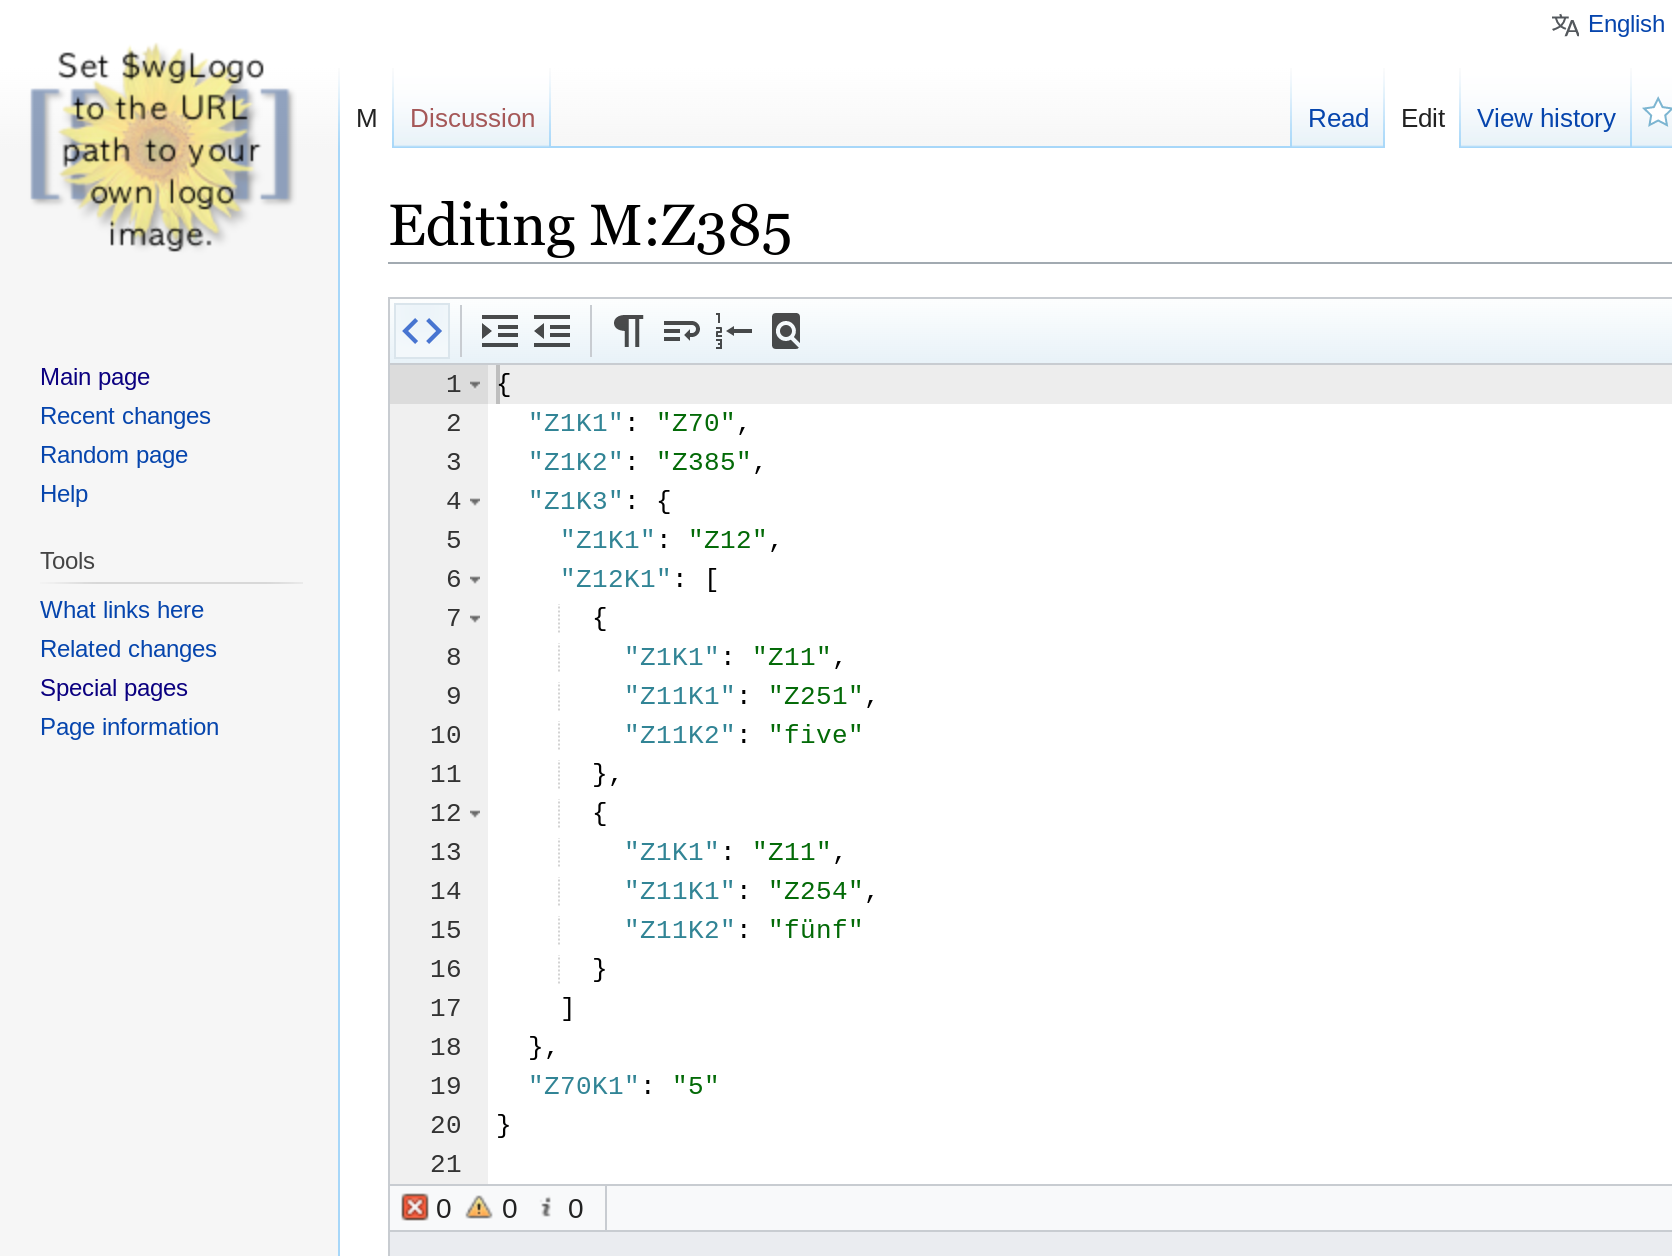 English
Set $wgLogo
to the URL
path to your
own logo
image.
M Discussion Read Edit View history
Editing M:Z385
Main page
Recent changes
Random page
Help
Tools
What links here
Related changes
Special pages
Page information
1 {
2 "Z1K1": "Z70",
3 "Z1K2": "Z385",
4 "Z1K3": {
5 "Z1K1": "Z12",
6 "Z12K1": [
7 {
8 "Z1K1": "Z11",
9 "Z11K1": "Z251",
10 "Z11K2": "five"
11 },
12 {
13 "Z1K1": "Z11",
14 "Z11K1": "Z254",
15 "Z11K2": "fünf"
16 }
17 ]
18 },
19 "Z70K1": "5"
20 }
21
0 0 0